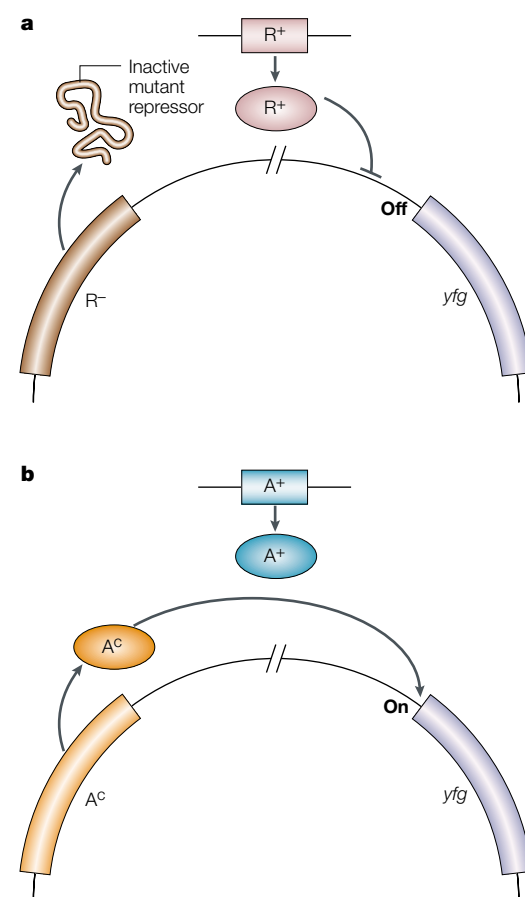 a
R⁺
Inactive
mutant
repressor
R⁺
Off
R⁻
yfg
b
A⁺
A⁺
Aᶜ
On
Aᶜ
yfg